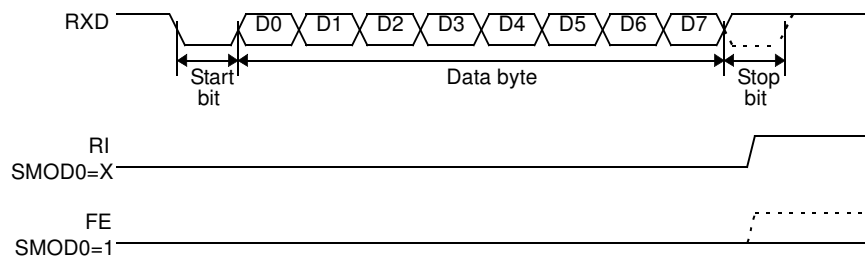 RXD D0 D1 D2 D3 D4 D5 D6 D7
Start Data byte Stop
bit bit
RI
SMOD0=X
FE
SMOD0=1